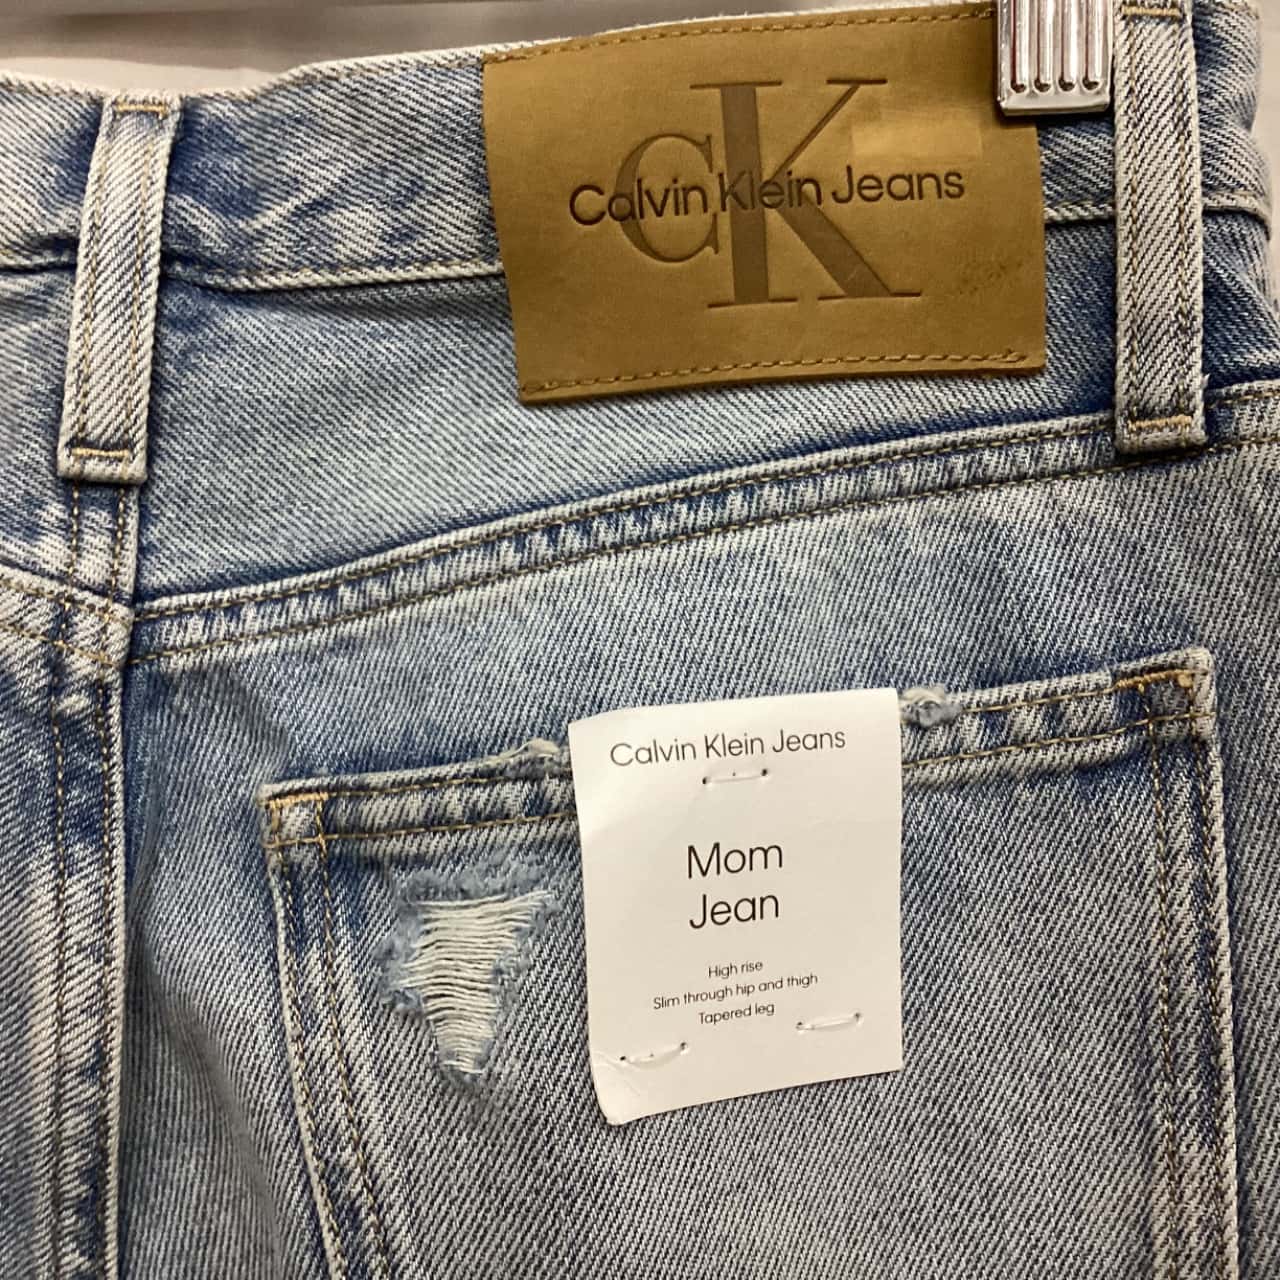 CK
Calvin Klein Jeans
Calvin Klein Jeans
Mom
Jean
High rise
Slim through hip and thigh
Tapered leg